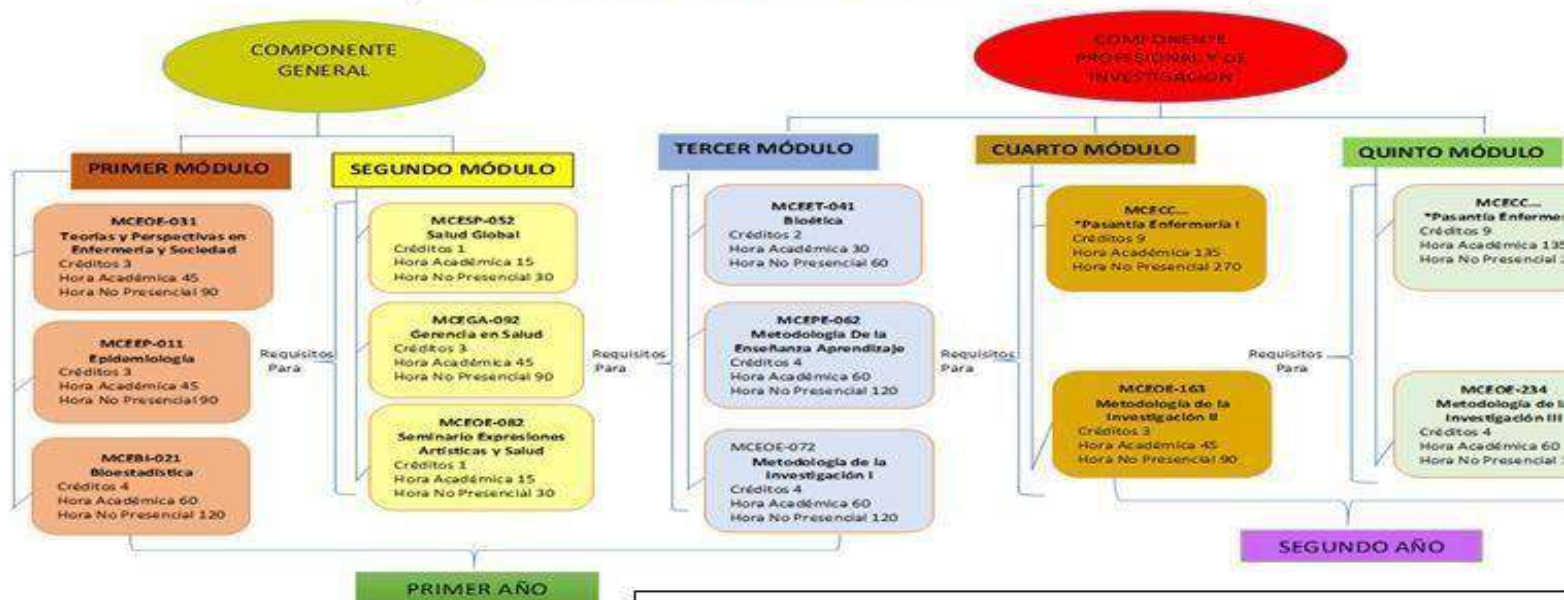 COMPONENTE
GENERAL
COMPONENTE
PROFESIONAL Y DE
INVESTIGACIÓN
PRIMER MÓDULO
SEGUNDO MÓDULO
TERCER MÓDULO
CUARTO MÓDULO
QUINTO MÓDULO
MCEOE-031
Teorías y Perspectivas en
Enfermería y Sociedad
Créditos 3
Hora Académica 45
Hora No Presencial 90
MCEEP-011
Epidemiología
Créditos 3
Hora Académica 45
Hora No Presencial 90
MCEBI-021
Bioestadística
Créditos 4
Hora Académica 60
Hora No Presencial 120
Requisitos
Para
MCESP-052
Salud Global
Créditos 1
Hora Académica 15
Hora No Presencial 30
MCEGA-092
Gerencia en Salud
Créditos 3
Hora Académica 45
Hora No Presencial 90
MCEOE-082
Seminario Expresiones
Artísticas y Salud
Créditos 1
Hora Académica 15
Hora No Presencial 30
Requisitos
Para
MCEET-041
Bioética
Créditos 2
Hora Académica 30
Hora No Presencial 60
MCEPE-062
Metodología De la
Enseñanza Aprendizaje
Créditos 4
Hora Académica 60
Hora No Presencial 120
MCEOE-072
Metodología de la
Investigación I
Créditos 4
Hora Académica 60
Hora No Presencial 120
Requisitos
Para
MCECC...
*Pasantía Enfermería I
Créditos 9
Hora Académica 135
Hora No Presencial 270
MCEOE-163
Metodología de la
Investigación II
Créditos 3
Hora Académica 45
Hora No Presencial 90
Requisitos
Para
MCECC...
*Pasantía Enferme
Créditos 9
Hora Académica 135
Hora No Presencial
MCEOE-234
Metodología de
Investigación III
Créditos 4
Hora Académica 60
Hora No Presencial
PRIMER AÑO
SEGUNDO AÑO